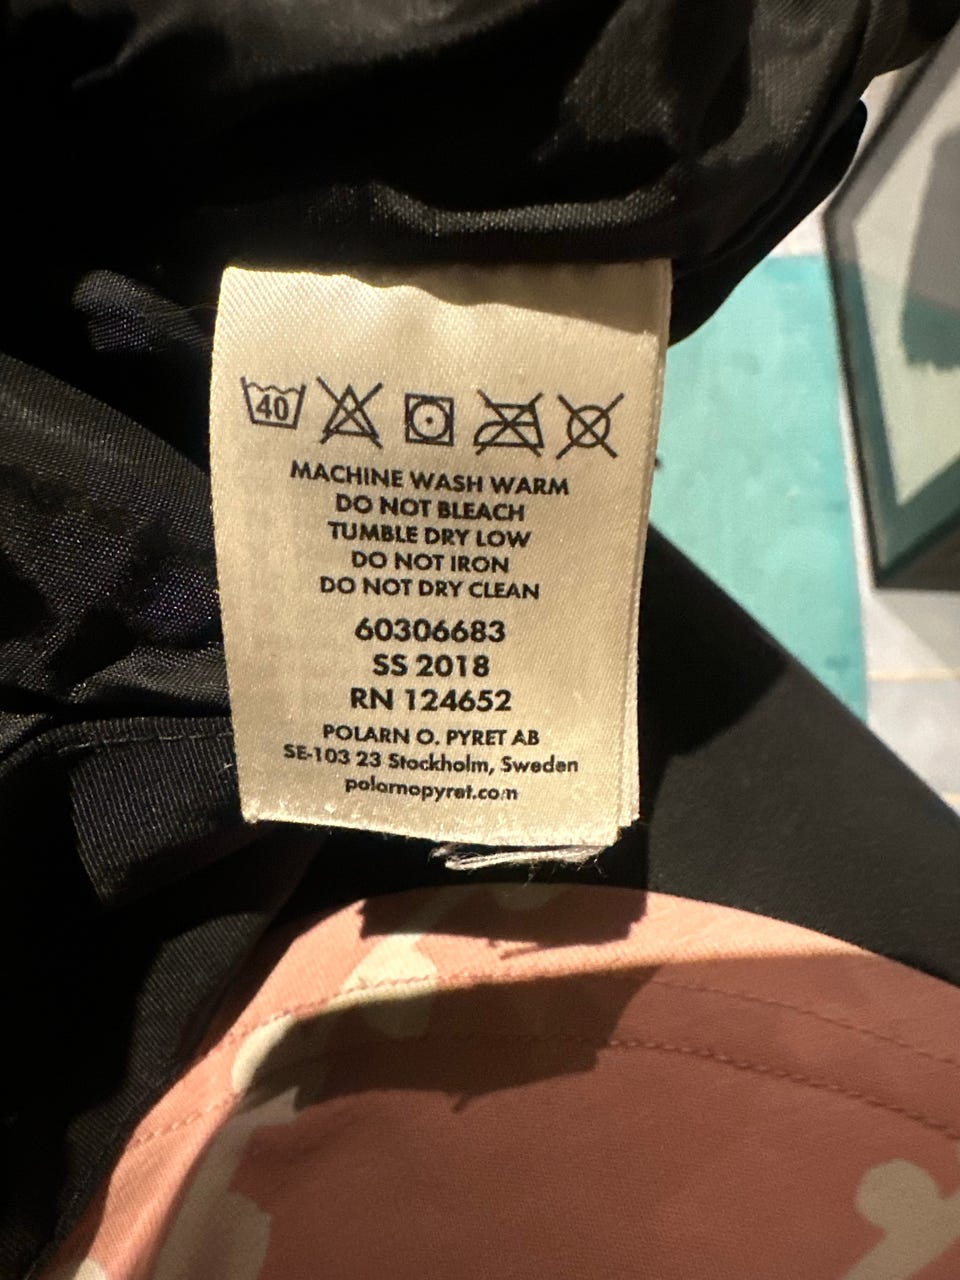 40
MACHINE WASH WARM
DO NOT BLEACH
TUMBLE DRY LOW
DO NOT IRON
DO NOT DRY CLEAN
60306683
SS 2018
RN 124652
POLARN O. PYRET AB
SE-103 23 Stockholm, Sweden
polarnopyret.com